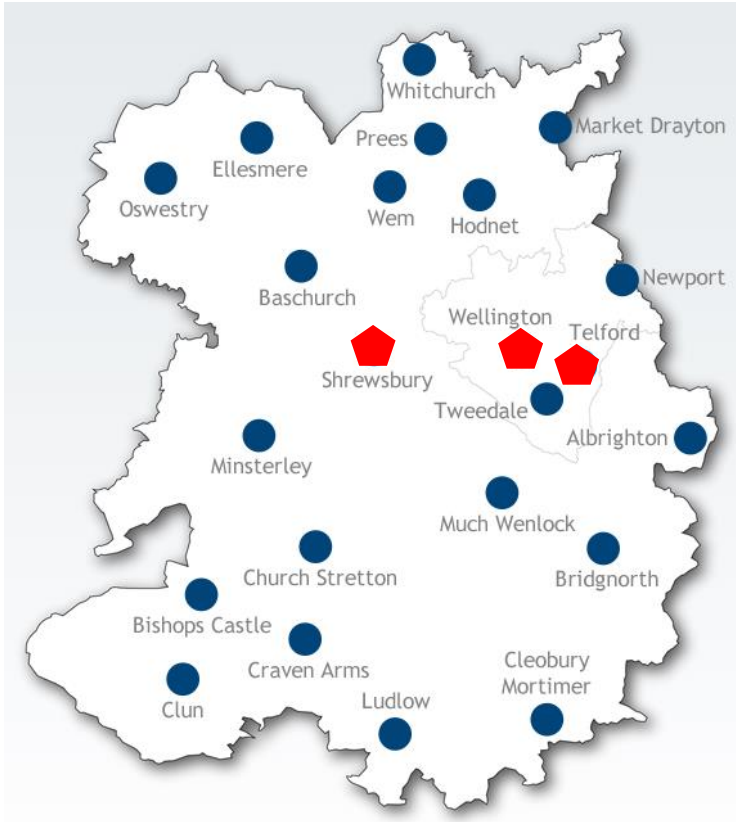 Whitchurch
Market Drayton
Prees
Ellesmere
Oswestry
Wem
Hodnet
Newport
Baschurch
Wellington
Telford
Shrewsbury
Tweedale
Albrighton
Minsterley
Much Wenlock
Church Stretton
Bridgnorth
Bishops Castle
Craven Arms
Cleobury
Mortimer
Clun
Ludlow